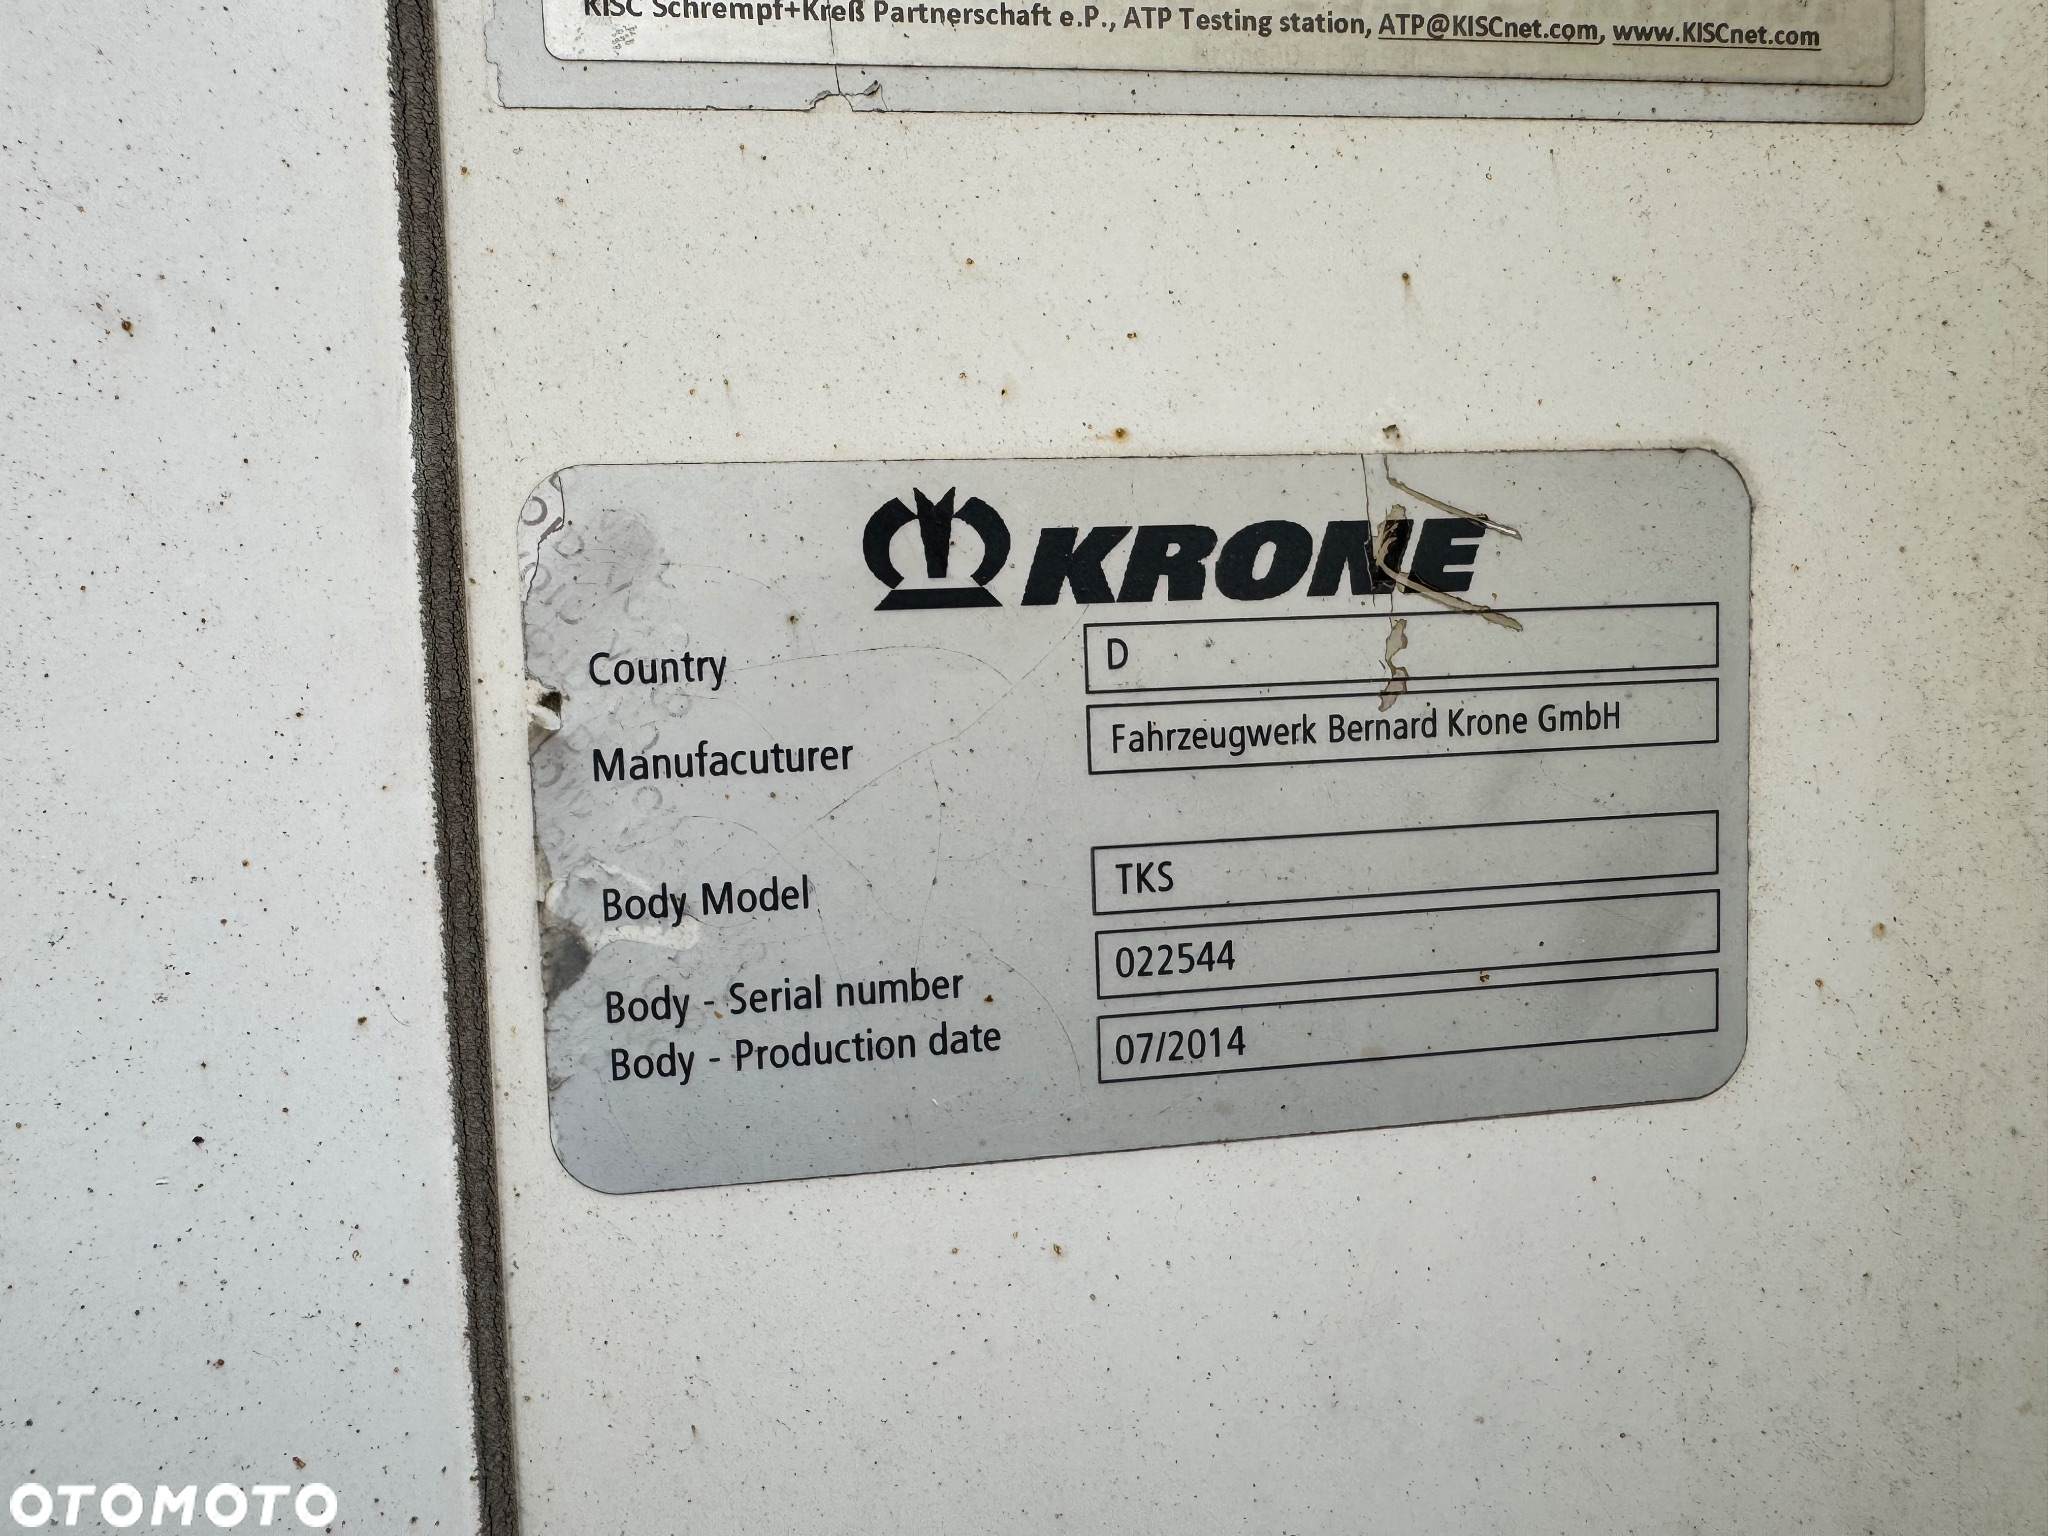 KISC Schrempf+Kreß Partnerschaft e.P., ATP Testing station, ATP@KISCnet.com, www.KISCnet.com
KRONE
Country D
Manufacuturer Fahrzeugwerk Bernard Krone GmbH
Body Model TKS
Body - Serial number 022544
Body - Production date 07/2014
OTOMOTO